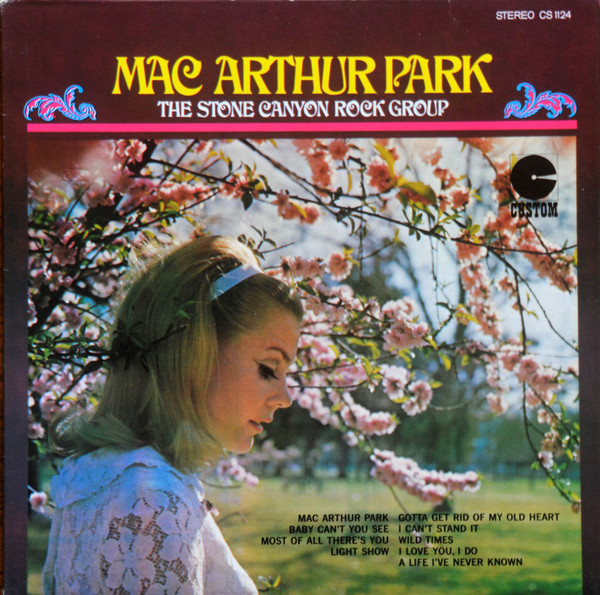 STEREO CS 1124
MAC ARTHUR PARK
THE STONE CANYON ROCK GROUP
CUSTOM
MAC ARTHUR PARK
BABY CAN'T YOU SEE
MOST OF ALL THERE'S YOU
LIGHT SHOW
GOTTA GET RID OF MY OLD HEART
I CAN'T STAND IT
WILD TIMES
I LOVE YOU, I DO
A LIFE I'VE NEVER KNOWN